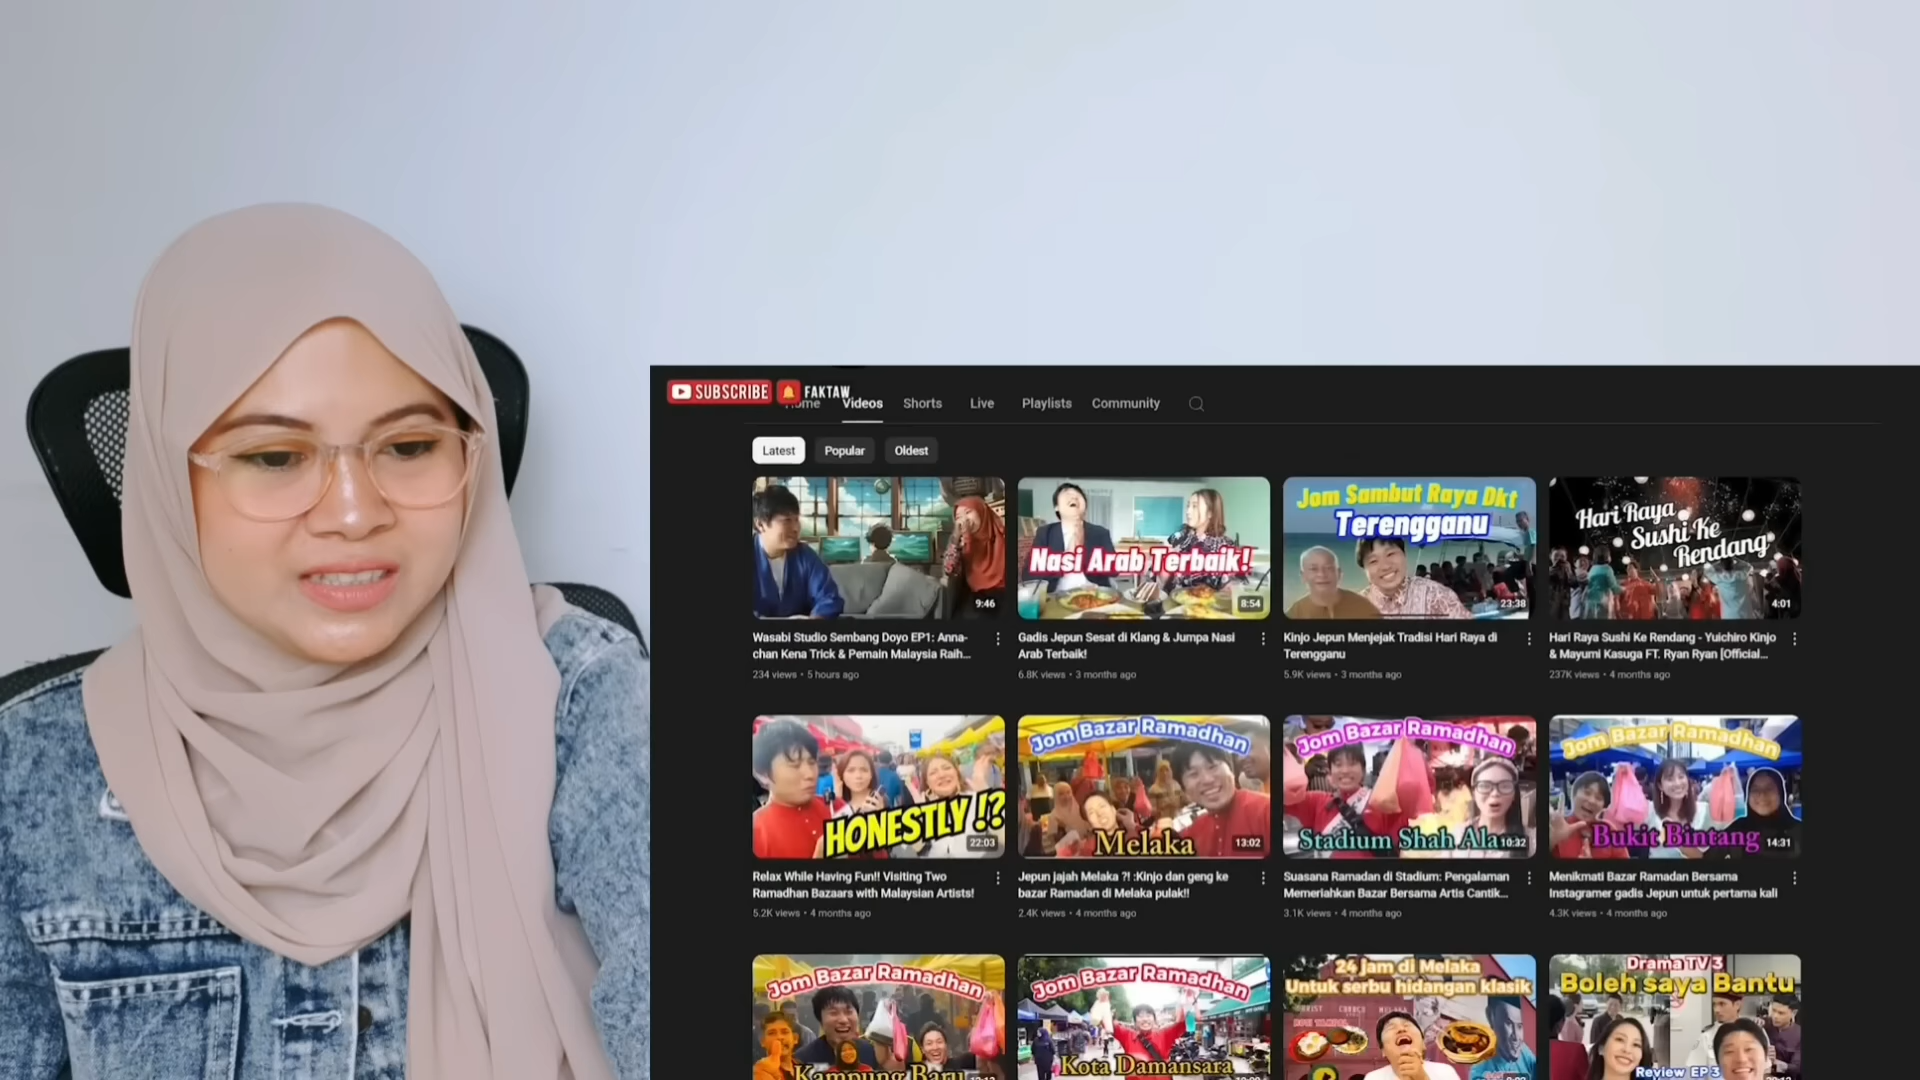 SUBSCRIBE FAKTAW
Home Videos Shorts Live Playlists Community
Latest Popular Oldest
Nasi Arab Terbaik!
Jom Sambut Raya Dkt
Terengganu
Hari Raya
Sushi Ke
Rendang
9:46
8:54
23:38
4:01
Wasabi Studio Sembang Doyo EP1: Anna-
chan Kena Trick & Pemain Malaysia Raih...
234 views • 5 hours ago
Gadis Jepun Sesat di Klang & Jumpa Nasi
Arab Terbaik!
6.8K views • 3 months ago
Kinjo Jepun Menjejak Tradisi Hari Raya di
Terengganu
5.9K views • 3 months ago
Hari Raya Sushi Ke Rendang - Yuichiro Kinjo
& Mayumi Kasuga FT. Ryan Ryan [Official...
237K views • 4 months ago
HONESTLY !?
22:03
Jom Bazar Ramadhan
Melaka
13:02
Jom Bazar Ramadhan
Stadium Shah Ala
10:32
Jom Bazar Ramadhan
Bukit Bintang
14:31
Relax While Having Fun!! Visiting Two
Ramadhan Bazaars with Malaysian Artists!
5.2K views • 4 months ago
Jepun jajah Melaka ?! :Kinjo dan geng ke
bazar Ramadan di Melaka pulak!!
2.4K views • 4 months ago
Suasana Ramadan di Stadium: Pengalaman
Memeriahkan Bazar Bersama Artis Cantik...
3.1K views • 4 months ago
Menikmati Bazar Ramadan Bersama
Instagramer gadis Jepun untuk pertama kali
4.3K views • 4 months ago
Jom Bazar Ramadhan
Kampung Baru
Jom Bazar Ramadhan
Kota Damansara
24 jam di Melaka
Untuk serbu hidangan klasik
Drama TV 3
Boleh saya Bantu
Review EP 3